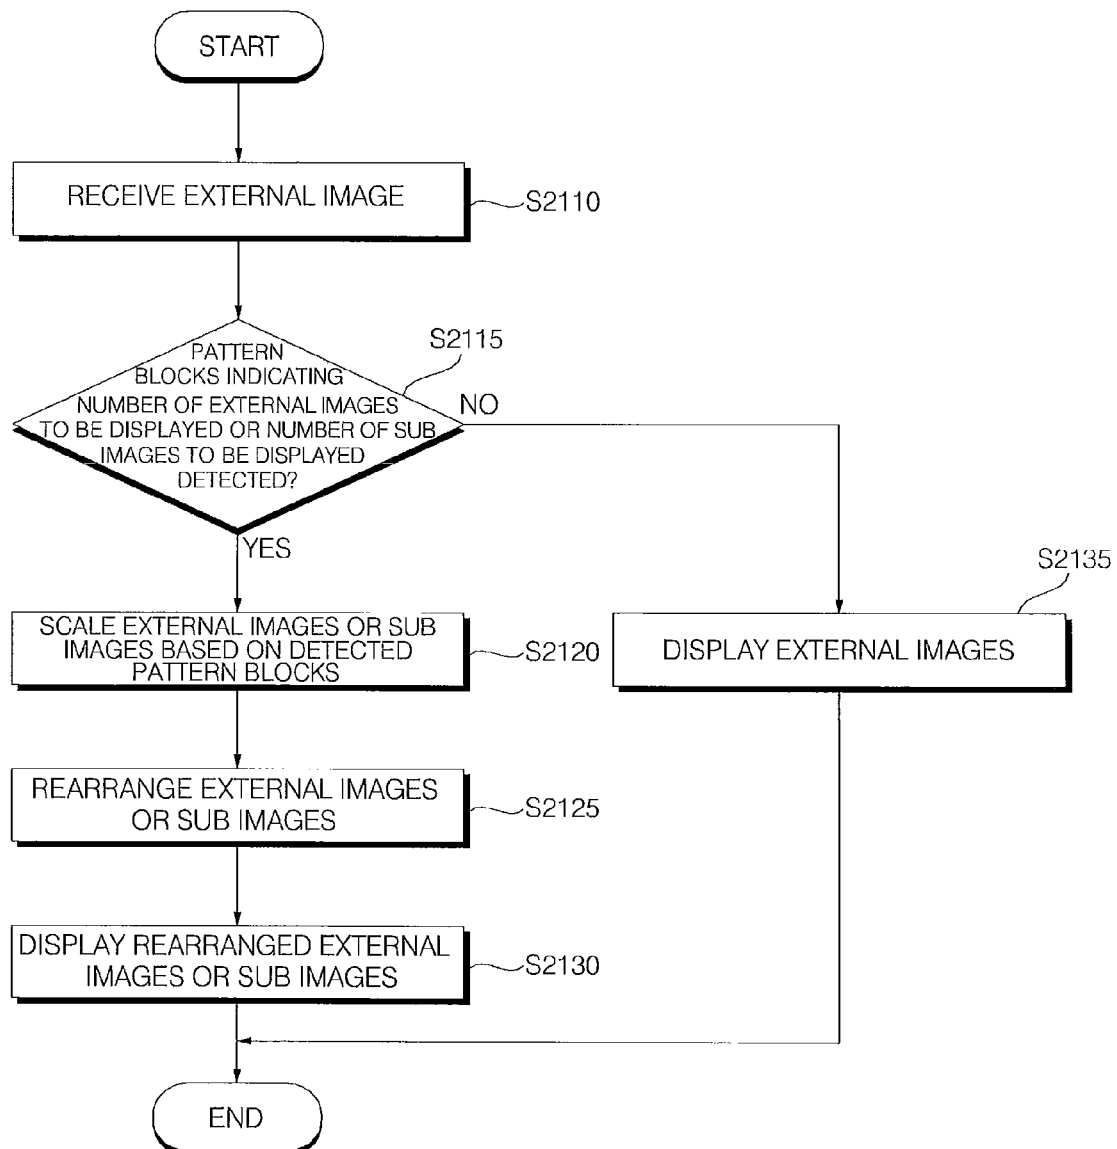 START
RECEIVE EXTERNAL IMAGE
S2110
S2115
PATTERN
BLOCKS INDICATING
NUMBER OF EXTERNAL IMAGES
TO BE DISPLAYED OR NUMBER OF SUB
IMAGES TO BE DISPLAYED
DETECTED?
NO
YES
S2135
SCALE EXTERNAL IMAGES OR SUB
IMAGES BASED ON DETECTED
PATTERN BLOCKS
S2120
DISPLAY EXTERNAL IMAGES
REARRANGE EXTERNAL IMAGES
OR SUB IMAGES
S2125
DISPLAY REARRANGED EXTERNAL
IMAGES OR SUB IMAGES
S2130
END